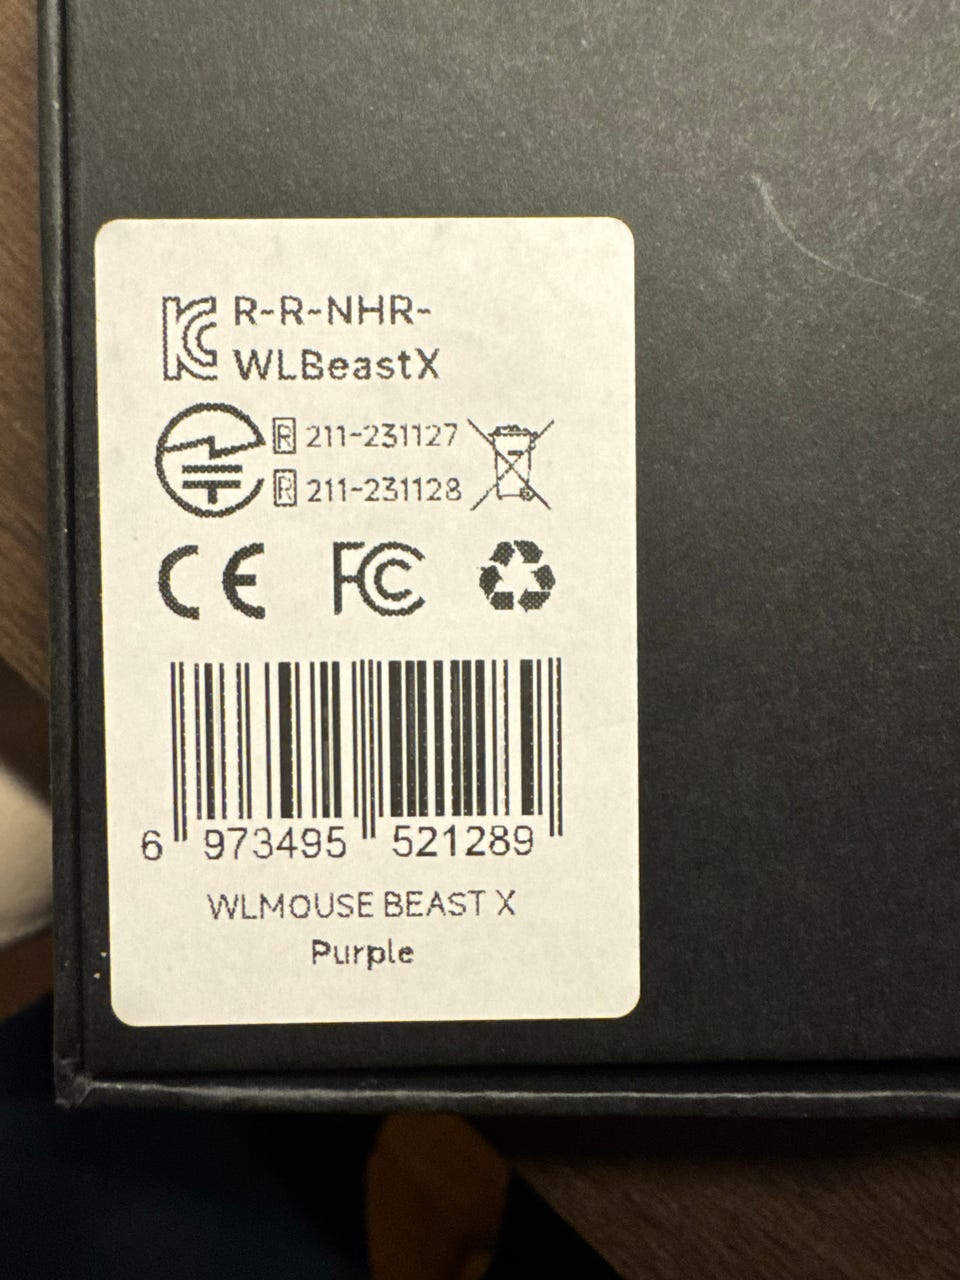 R-R-NHR-
WLBeastX
R 211-231127
R 211-231128
CE FC
6 973495 521289
WLMOUSE BEAST X
Purple